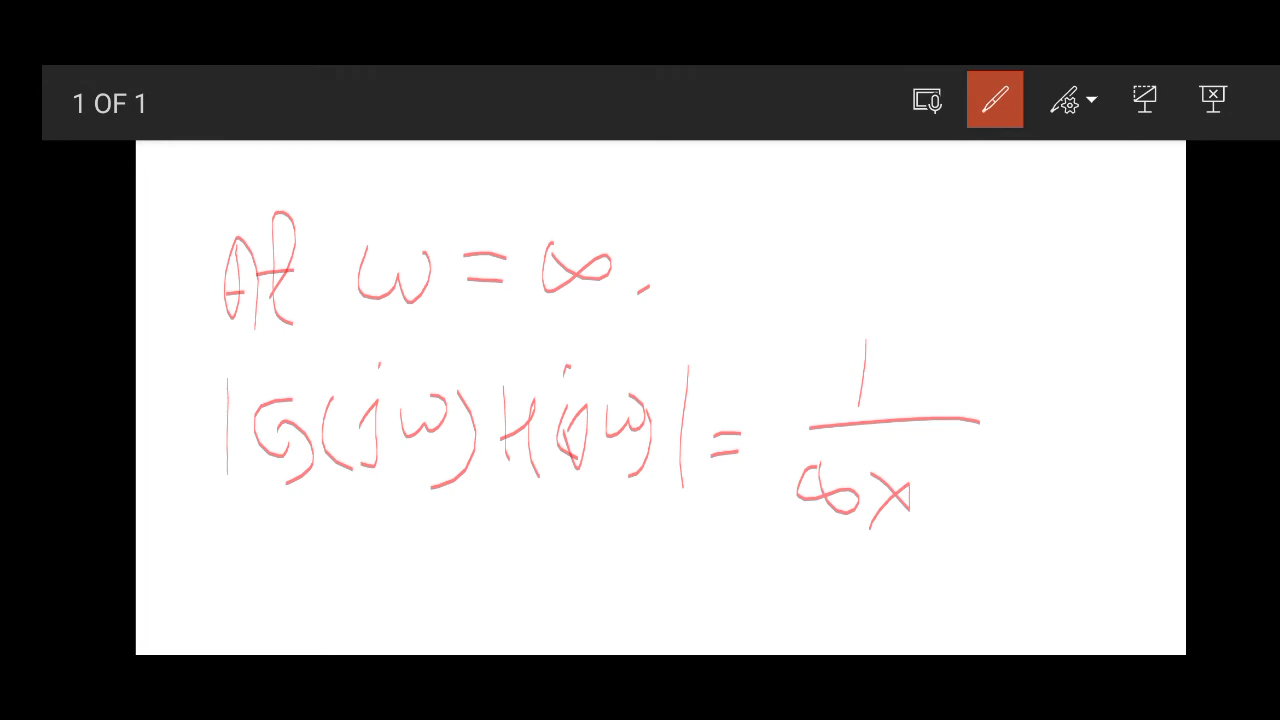 1 OF 1
At ω = ∞.
|G(jω)H(jω)| = 1/∞×